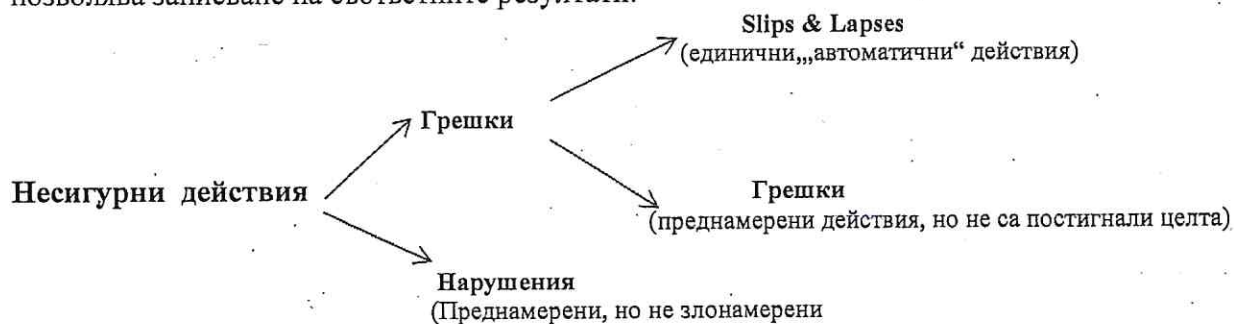 позволява записване на съответните резултати.
Slips & Lapses
(единични,,,автоматични“ действия)
Грешки
Несигурни действия
Грешки
(преднамерени действия, но не са постигнали целта)
Нарушения
(Преднамерени, но не злонамерени